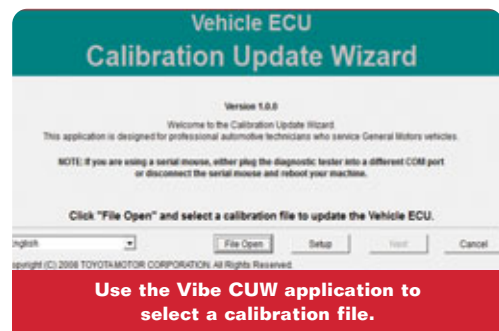 Vehicle ECU
Calibration Update Wizard
Version 1.0.0
Welcome to the Calibration Update Wizard.
This application is designed for professional automotive technicians who service General Motors vehicles.
NOTE: If you are using a serial mouse, either plug the diagnostic tester into a different COM port
or disconnect the serial mouse and reboot your machine.
Click "File Open" and select a calibration file to update the Vehicle ECU.
nglish File Open Setup Next Cancel
opyright (C) 2008 TOYOTA MOTOR CORPORATION. All Rights Reserved.
Use the Vibe CUW application to
select a calibration file.